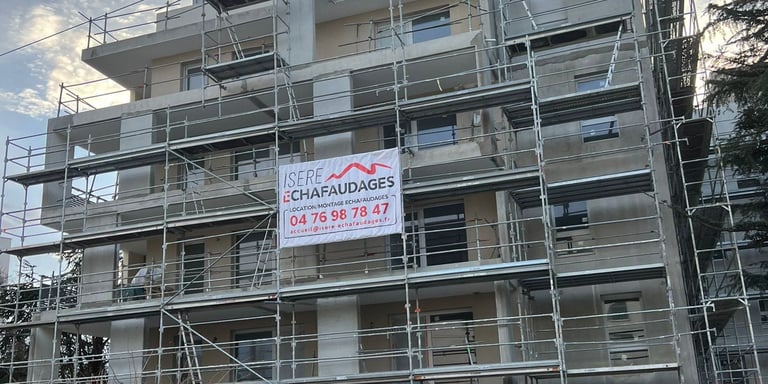 ISERE
ECHAFAUDAGES
LOCATION/MONTAGE ECHAFAUDAGES
04 76 98 78 47
accueil@isere-echafaudages.fr